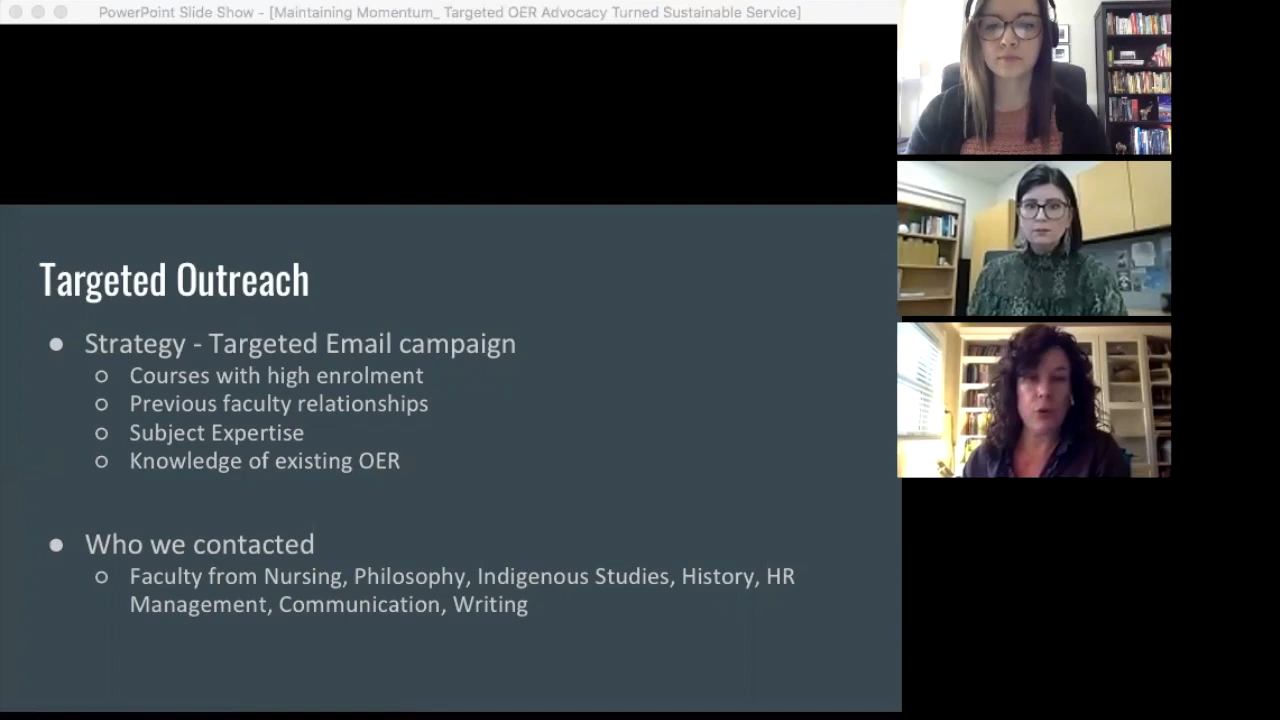 PowerPoint Slide Show - [Maintaining Momentum_ Targeted OER Advocacy Turned Sustainable Service]
Targeted Outreach
● Strategy - Targeted Email campaign
○ Courses with high enrolment
○ Previous faculty relationships
○ Subject Expertise
○ Knowledge of existing OER
● Who we contacted
○ Faculty from Nursing, Philosophy, Indigenous Studies, History, HR
Management, Communication, Writing